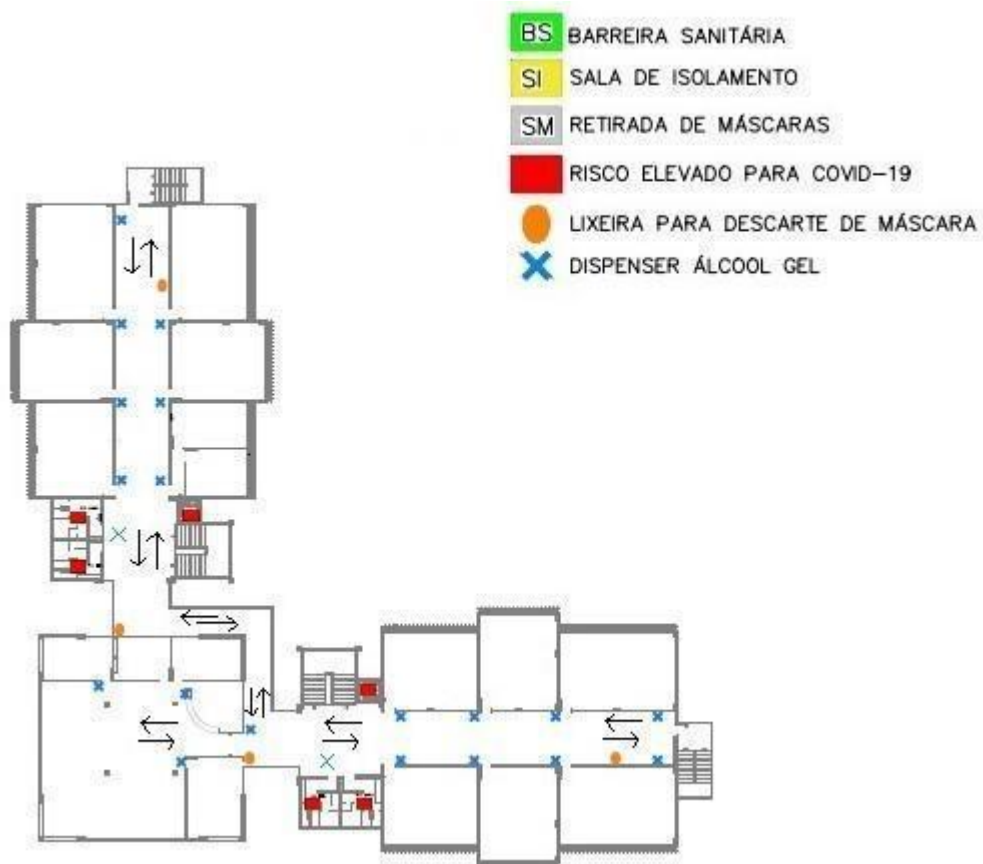 BS BARREIRA SANITÁRIA
SI SALA DE ISOLAMENTO
SM RETIRADA DE MÁSCARAS
RISCO ELEVADO PARA COVID-19
LIXEIRA PARA DESCARTE DE MÁSCARA
DISPENSER ÁLCOOL GEL